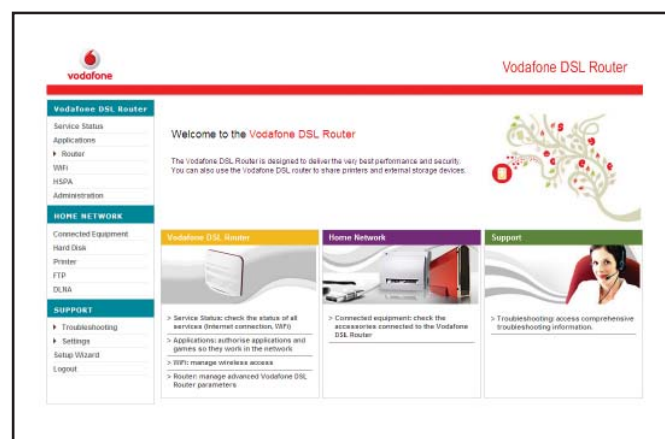 vodafone
Vodafone DSL Router
Vodafone DSL Router
Service Status
Applications
Router
WiFi
HSPA
Administration
HOME NETWORK
Connected Equipment
Hard Disk
Printer
FTP
DLNA
SUPPORT
Troubleshooting
Settings
Setup Wizard
Logout
Welcome to the Vodafone DSL Router
The Vodafone DSL Router is designed to deliver the very best performance and security.
You can also use the Vodafone DSL router to share printers and external storage devices.
Vodafone DSL Router
> Service Status: check the status of all
services (Internet connection, WiFi)
> Applications: authorise applications and
games so they work in the network
> WiFi: manage wireless access
> Router: manage advanced Vodafone DSL
Router parameters
Home Network
> Connected equipment: check the
accessories connected to the Vodafone
DSL Router
Support
> Troubleshooting: access comprehensive
troubleshooting information.